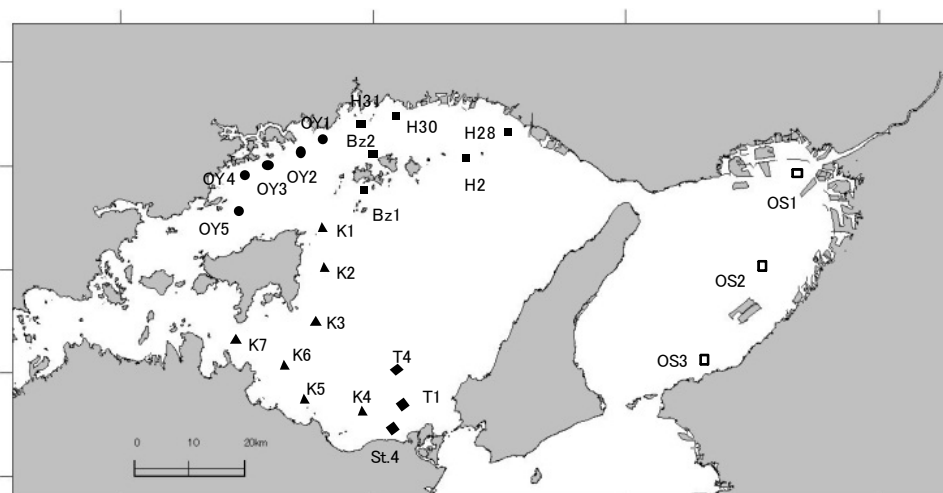 H31
OY1
H30
H28
Bz2
OY2
H2
OY4
OY3
OS1
Bz1
OY5
K1
K2
OS2
K3
K7
K6
T4
OS3
K5
K4
T1
St.4
0 10 20km